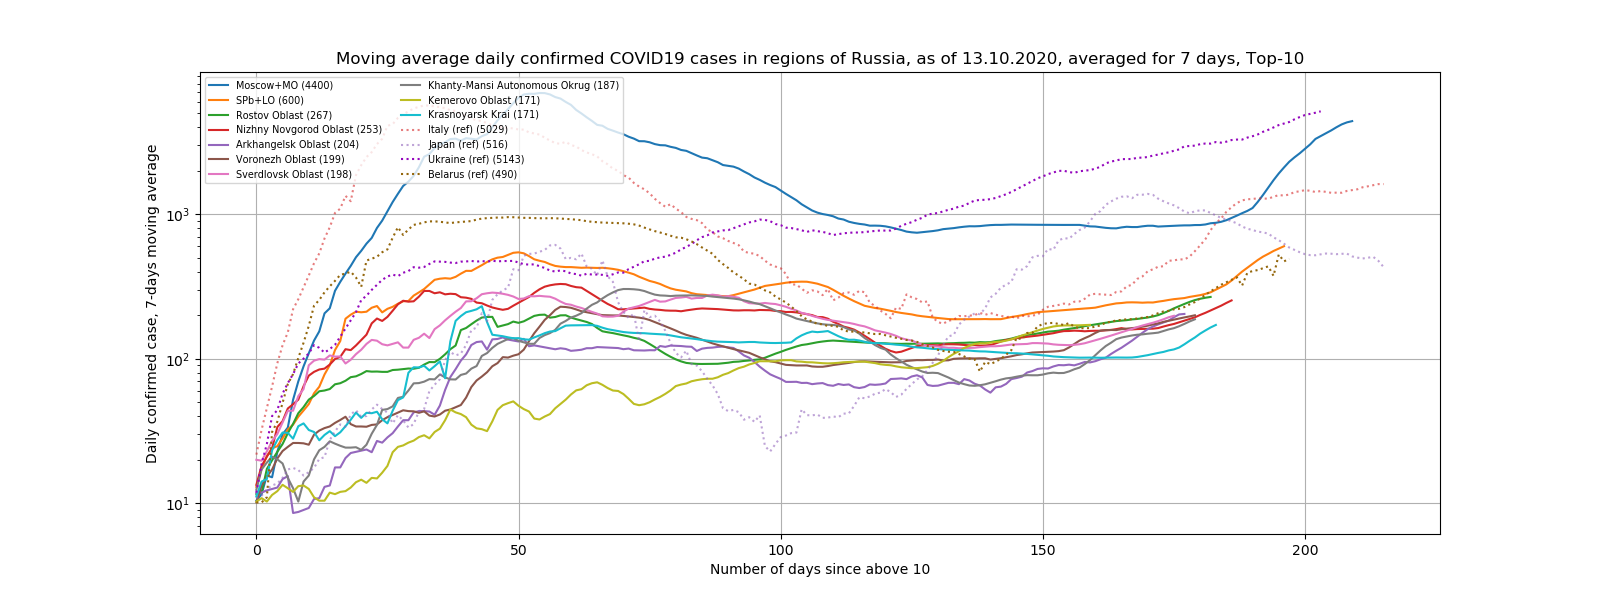 Moving average daily confirmed COVID19 cases in regions of Russia, as of 13.10.2020, averaged for 7 days, Top-10
Moscow+MO (4400)
SPb+LO (600)
Rostov Oblast (267)
Nizhny Novgorod Oblast (253)
Arkhangelsk Oblast (204)
Voronezh Oblast (199)
Sverdlovsk Oblast (198)
Khanty-Mansi Autonomous Okrug (187)
Kemerovo Oblast (171)
Krasnoyarsk Krai (171)
Italy (ref) (5029)
Japan (ref) (516)
Ukraine (ref) (5143)
Belarus (ref) (490)
Daily confirmed case, 7-days moving average
10³
10²
10¹
0 50 100 150 200
Number of days since above 10